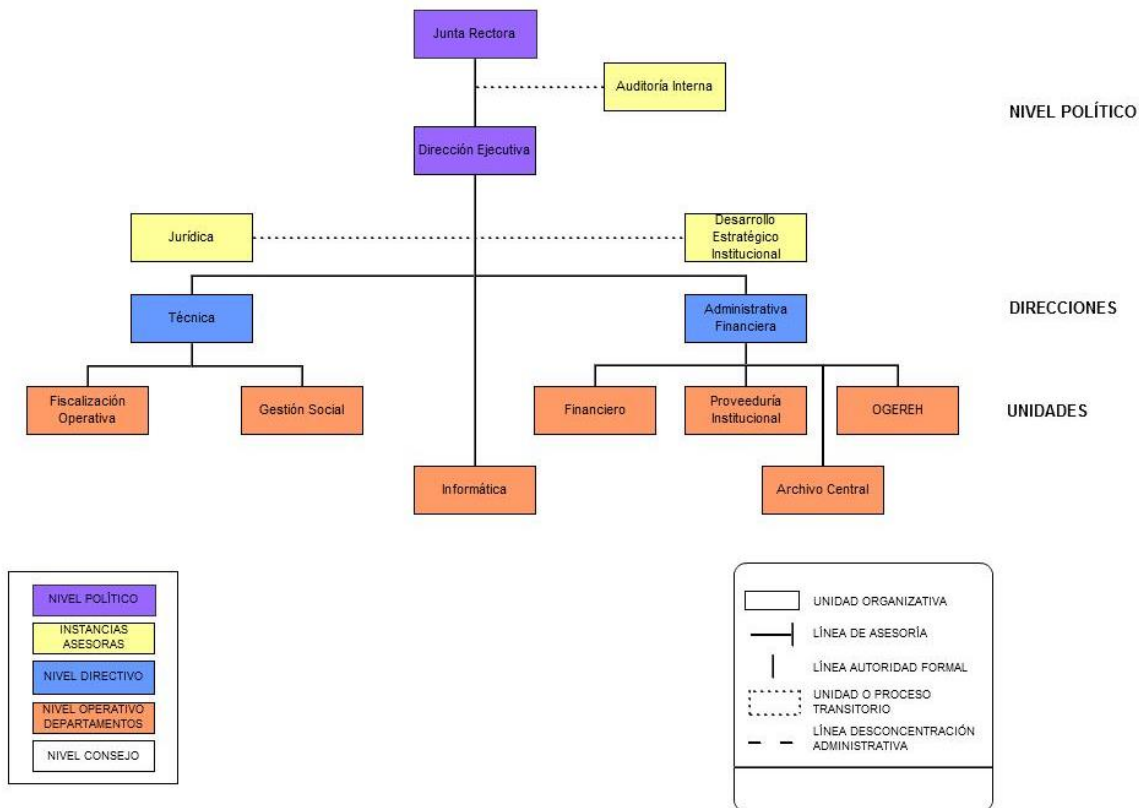 Junta Rectora
Auditoría Interna
NIVEL POLÍTICO
Dirección Ejecutiva
Jurídica
Desarrollo
Estratégico
Institucional
DIRECCIONES
Técnica
Administrativa
Financiera
UNIDADES
Fiscalización
Operativa
Gestión Social
Financiero
Proveeduría
Institucional
OGEREH
Informática
Archivo Central
NIVEL POLÍTICO
INSTANCIAS
ASESORAS
NIVEL DIRECTIVO
NIVEL OPERATIVO
DEPARTAMENTOS
NIVEL CONSEJO
UNIDAD ORGANIZATIVA
LÍNEA DE ASESORÍA
LÍNEA AUTORIDAD FORMAL
UNIDAD O PROCESO
TRANSITORIO
LÍNEA DESCONCENTRACIÓN
ADMINISTRATIVA